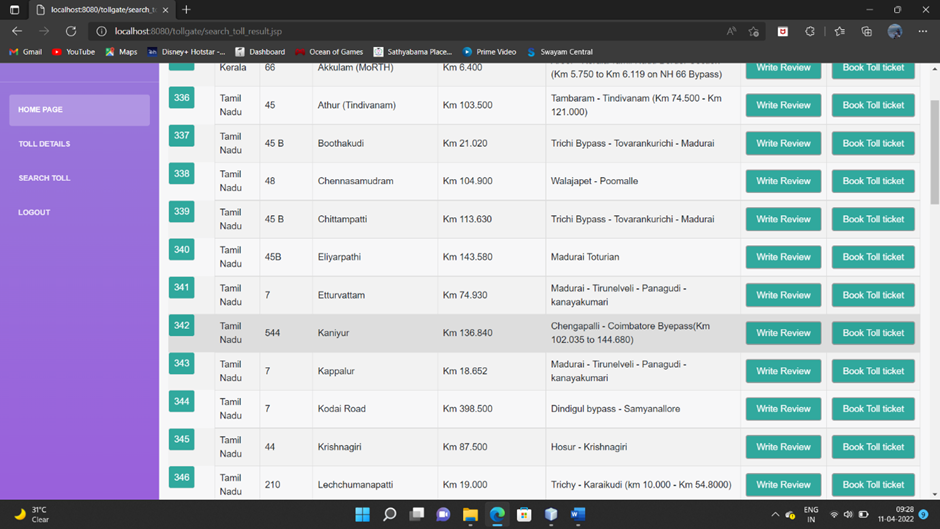 localhost:8080/tollgate/search_to
localhost:8080/tollgate/search_toll_result.jsp
Gmail YouTube Maps Disney+ Hotstar -... Dashboard Ocean of Games Sathyabama Place... Prime Video Swayam Central
HOME PAGE
TOLL DETAILS
SEARCH TOLL
LOGOUT
Kerala 66 Akkulam (MoRTH) Km 6.400 (Km 5.750 to Km 6.119 on NH 66 Bypass) Write Review Book Toll ticket
336 Tamil Nadu 45 Athur (Tindivanam) Km 103.500 Tambaram - Tindivanam (Km 74.500 - Km 121.000) Write Review Book Toll ticket
337 Tamil Nadu 45 B Boothakudi Km 21.020 Trichi Bypass - Tovarankurichi - Madurai Write Review Book Toll ticket
338 Tamil Nadu 48 Chennasamudram Km 104.900 Walajapet - Poomalle Write Review Book Toll ticket
339 Tamil Nadu 45 B Chittampatti Km 113.630 Trichi Bypass - Tovarankurichi - Madurai Write Review Book Toll ticket
340 Tamil Nadu 45B Eliyarpathi Km 143.580 Madurai Toturian Write Review Book Toll ticket
341 Tamil Nadu 7 Etturvattam Km 74.930 Madurai - Tirunelveli - Panagudi - kanayakumari Write Review Book Toll ticket
342 Tamil Nadu 544 Kaniyur Km 136.840 Chengapalli - Coimbatore Byepass(Km 102.035 to 144.680) Write Review Book Toll ticket
343 Tamil Nadu 7 Kappalur Km 18.652 Madurai - Tirunelveli - Panagudi - kanayakumari Write Review Book Toll ticket
344 Tamil Nadu 7 Kodai Road Km 398.500 Dindigul bypass - Samyanallore Write Review Book Toll ticket
345 Tamil Nadu 44 Krishnagiri Km 87.500 Hosur - Krishnagiri Write Review Book Toll ticket
346 Tamil Nadu 210 Lechchumanapatti Km 19.000 Trichy - Karaikudi (km 10.000 - Km 54.8000) Write Review Book Toll ticket
31°C
Clear
ENG
IN
09:28
11-04-2022